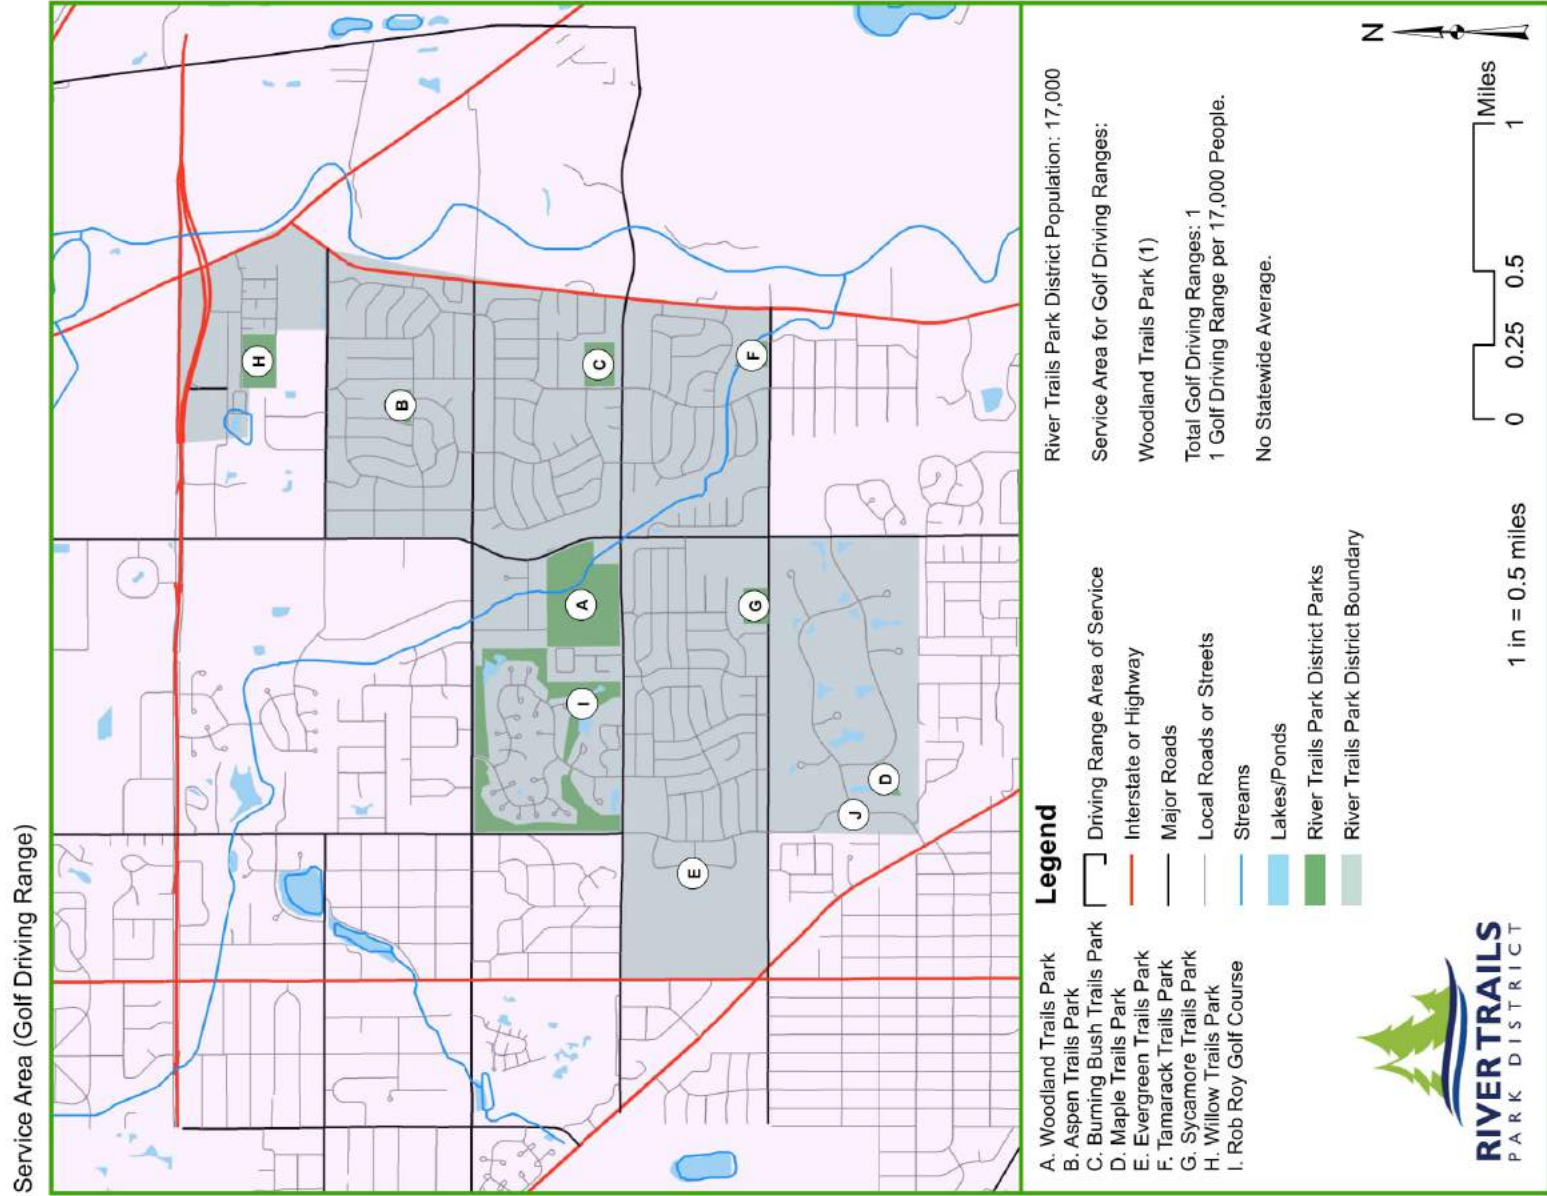 Service Area (Golf Driving Range)
H
B
C
F
A
G
I
D
J
E
A. Woodland Trails Park
B. Aspen Trails Park
C. Burning Bush Trails Park
D. Maple Trails Park
E. Evergreen Trails Park
F. Tamarack Trails Park
G. Sycamore Trails Park
H. Willow Trails Park
I. Rob Roy Golf Course
Legend
Driving Range Area of Service
Interstate or Highway
Major Roads
Local Roads or Streets
Streams
Lakes/Ponds
River Trails Park District Parks
River Trails Park District Boundary
River Trails Park District Population: 17,000
Service Area for Golf Driving Ranges:
Woodland Trails Park (1)
Total Golf Driving Ranges: 1
1 Golf Driving Range per 17,000 People.
No Statewide Average.
N
0 0.25 0.5 1
Miles
1 in = 0.5 miles
RIVER TRAILS
PARK DISTRICT